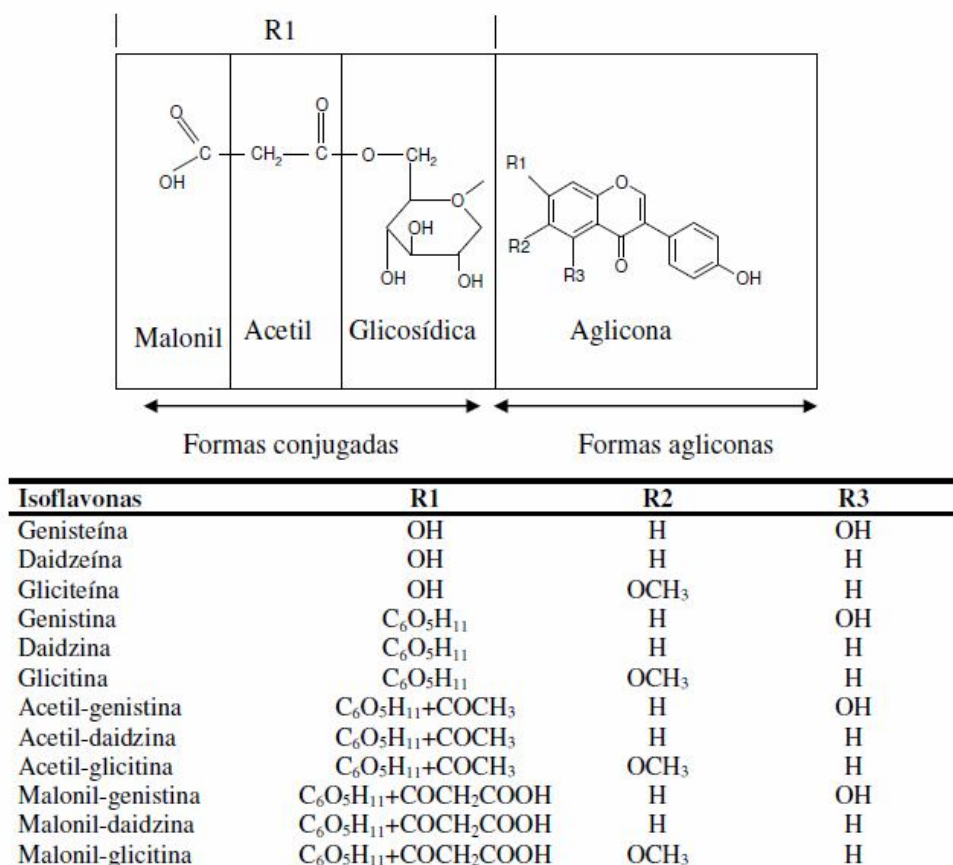 R1
O
O
C
CH₂
C
O
CH₂
OH
O
OH
OH
OH
R1
O
R2
R3
O
OH
Malonil
Acetil
Glicosídica
Aglicona
Formas conjugadas
Formas agliconas
Isoflavonas R1 R2 R3
Genisteína OH H OH
Daidzeína OH H H
Gliciteína OH OCH₃ H
Genistina C₆O₅H₁₁ H OH
Daidzina C₆O₅H₁₁ H H
Glicitina C₆O₅H₁₁ OCH₃ H
Acetil-genistina C₆O₅H₁₁+COCH₃ H OH
Acetil-daidzina C₆O₅H₁₁+COCH₃ H H
Acetil-glicitina C₆O₅H₁₁+COCH₃ OCH₃ H
Malonil-genistina C₆O₅H₁₁+COCH₂COOH H OH
Malonil-daidzina C₆O₅H₁₁+COCH₂COOH H H
Malonil-glicitina C₆O₅H₁₁+COCH₂COOH OCH₃ H